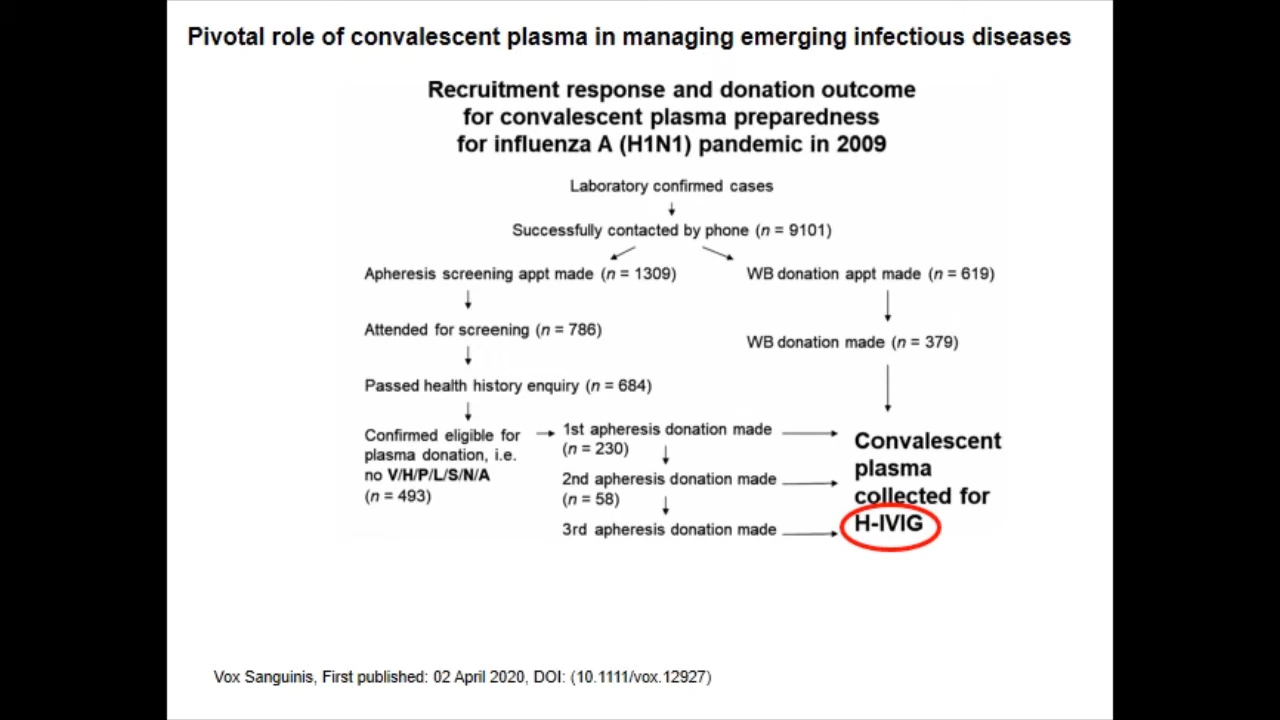 Pivotal role of convalescent plasma in managing emerging infectious diseases
Recruitment response and donation outcome
for convalescent plasma preparedness
for influenza A (H1N1) pandemic in 2009
Laboratory confirmed cases
Successfully contacted by phone (n = 9101)
Apheresis screening appt made (n = 1309)
WB donation appt made (n = 619)
Attended for screening (n = 786)
WB donation made (n = 379)
Passed health history enquiry (n = 684)
Confirmed eligible for
plasma donation, i.e.
no V/H/P/L/S/N/A
(n = 493)
1st apheresis donation made
(n = 230)
2nd apheresis donation made
(n = 58)
3rd apheresis donation made
Convalescent
plasma
collected for
H-IVIG
Vox Sanguinis, First published: 02 April 2020, DOI: (10.1111/vox.12927)